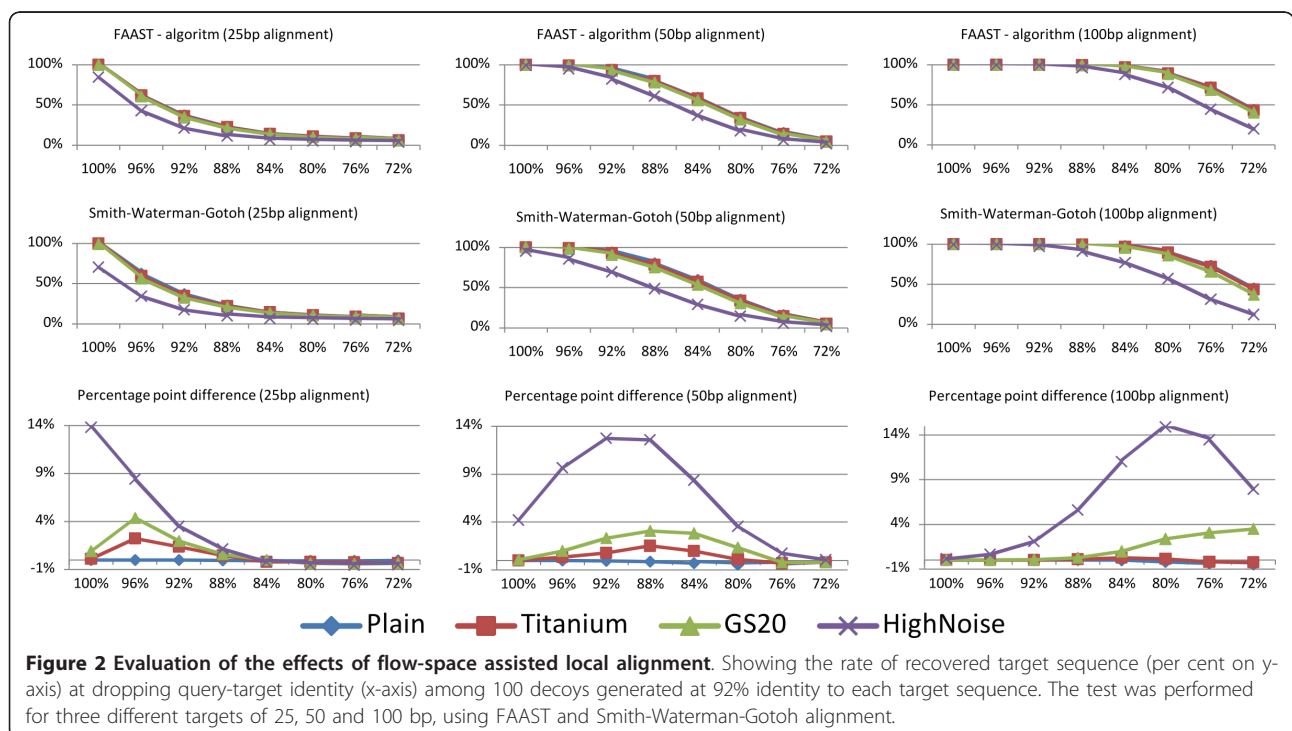 FAAST - algoritm (25bp alignment)
100%
50%
0%
100% 96% 92% 88% 84% 80% 76% 72%
FAAST - algorithm (50bp alignment)
100%
50%
0%
100% 96% 92% 88% 84% 80% 76% 72%
FAAST - algorithm (100bp alignment)
100%
50%
0%
100% 96% 92% 88% 84% 80% 76% 72%
Smith-Waterman-Gotoh (25bp alignment)
100%
50%
0%
100% 96% 92% 88% 84% 80% 76% 72%
Smith-Waterman-Gotoh (50bp alignment)
100%
50%
0%
100% 96% 92% 88% 84% 80% 76% 72%
Smith-Waterman-Gotoh (100bp alignment)
100%
50%
0%
100% 96% 92% 88% 84% 80% 76% 72%
Percentage point difference (25bp alignment)
14%
9%
4%
-1%
100% 96% 92% 88% 84% 80% 76% 72%
Percentage point difference (50bp alignment)
14%
9%
4%
-1%
100% 96% 92% 88% 84% 80% 76% 72%
Percentage point difference (100bp alignment)
14%
9%
4%
-1%
100% 96% 92% 88% 84% 80% 76% 72%
Plain Titanium GS20 HighNoise
Figure 2 Evaluation of the effects of flow-space assisted local alignment. Showing the rate of recovered target sequence (per cent on y-
axis) at dropping query-target identity (x-axis) among 100 decoys generated at 92% identity to each target sequence. The test was performed
for three different targets of 25, 50 and 100 bp, using FAAST and Smith-Waterman-Gotoh alignment.